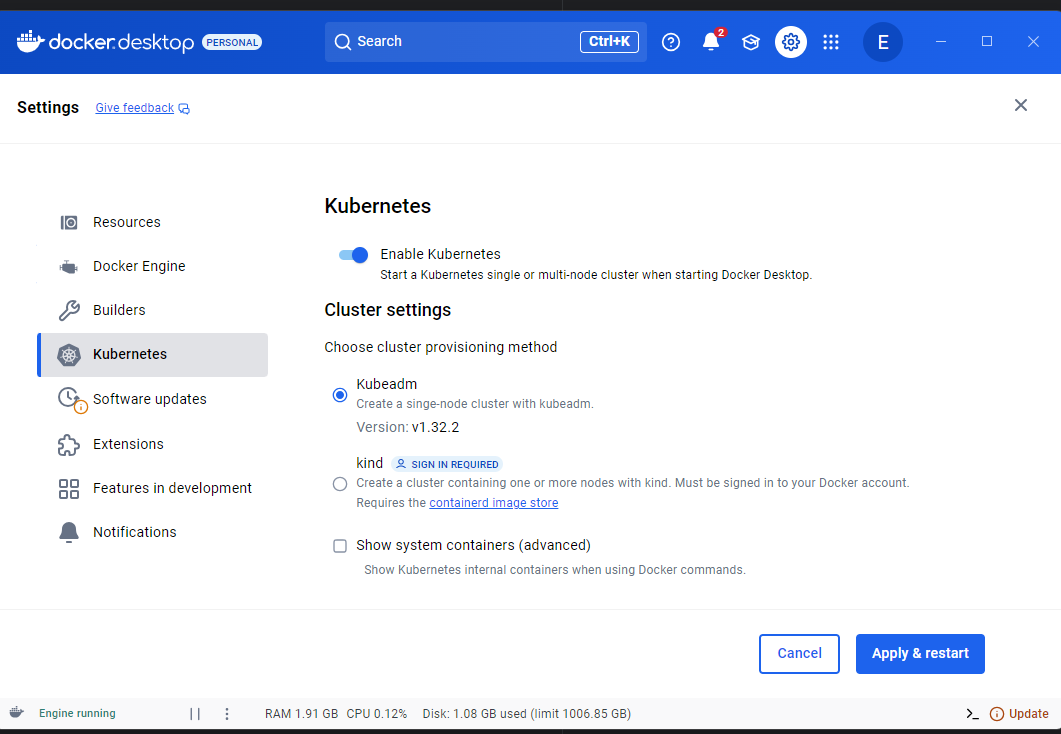 docker.desktop PERSONAL Search Ctrl+K 2 E
Settings Give feedback
Resources
Docker Engine
Builders
Kubernetes
Software updates
Extensions
Features in development
Notifications
Kubernetes
Enable Kubernetes
Start a Kubernetes single or multi-node cluster when starting Docker Desktop.
Cluster settings
Choose cluster provisioning method
Kubeadm
Create a singe-node cluster with kubeadm.
Version: v1.32.2
kind SIGN IN REQUIRED
Create a cluster containing one or more nodes with kind. Must be signed in to your Docker account.
Requires the containerd image store
Show system containers (advanced)
Show Kubernetes internal containers when using Docker commands.
Cancel Apply & restart
Engine running RAM 1.91 GB CPU 0.12% Disk: 1.08 GB used (limit 1006.85 GB) Update